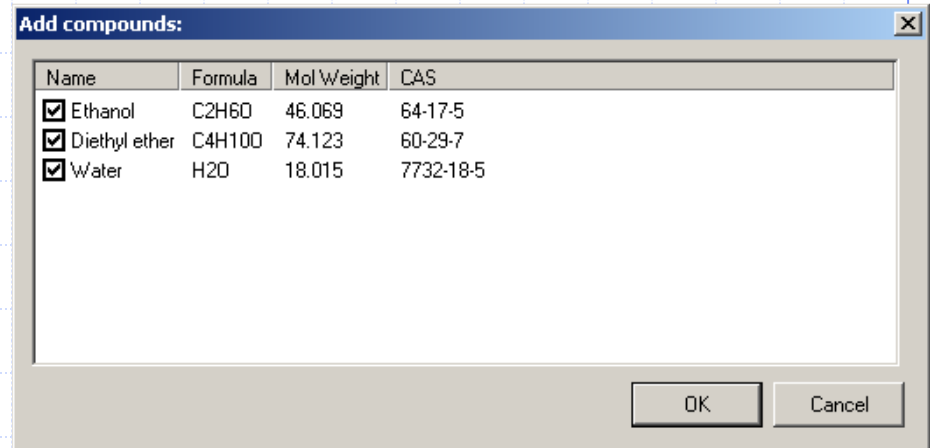 Add compounds:
Name Formula Mol Weight CAS
Ethanol C2H6O 46.069 64-17-5
Diethyl ether C4H10O 74.123 60-29-7
Water H2O 18.015 7732-18-5
OK Cancel